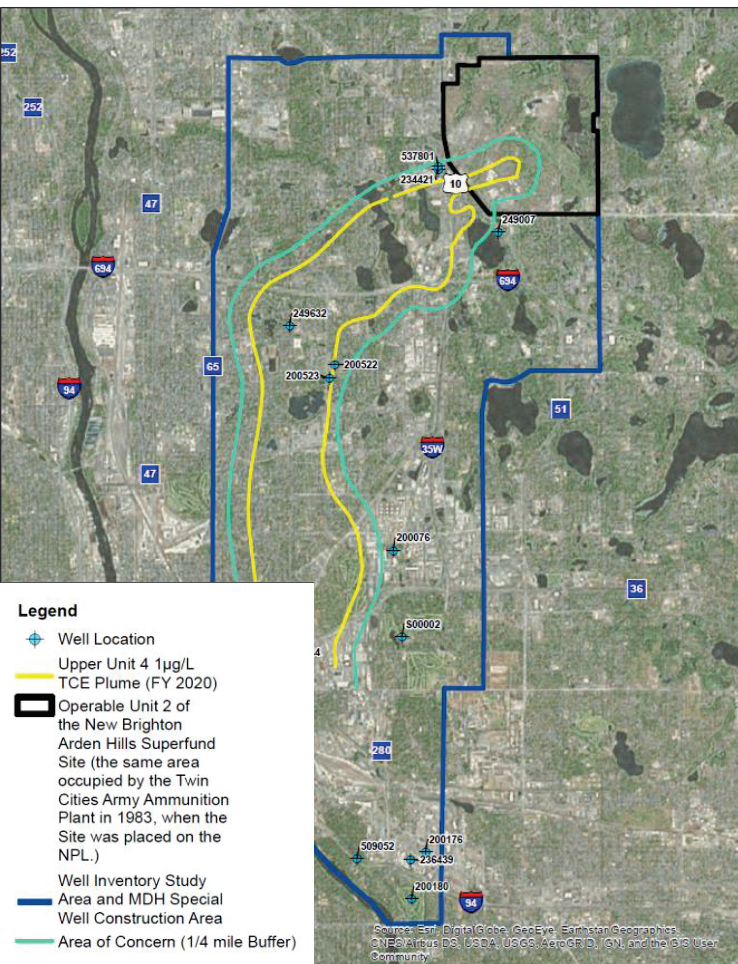 252
252
47
537801
234421
10
249007
694
694
249632
65
200522
200523
94
51
35W
47
200076
36
S00002
4
280
200176
509052
236439
200180
94
Legend
Well Location
Upper Unit 4 1µg/L
TCE Plume (FY 2020)
Operable Unit 2 of
the New Brighton
Arden Hills Superfund
Site (the same area
occupied by the Twin
Cities Army Ammunition
Plant in 1983, when the
Site was placed on the
NPL.)
Well Inventory Study
Area and MDH Special
Well Construction Area
Area of Concern (1/4 mile Buffer)
Source: Esri, DigitalGlobe, GeoEye, Earthstar Geographics,
CNES/Airbus DS, USDA, USGS, AeroGRID, IGN, and the GIS User
Community